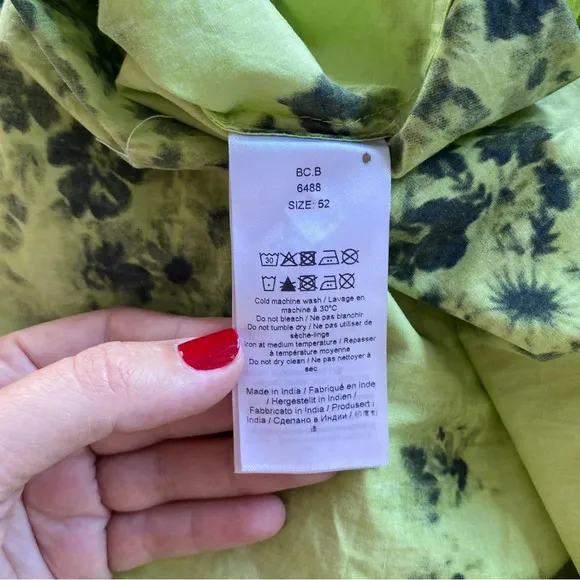 BC.B
6488
SIZE: 52
30
Cold machine wash / Lavage en
machine à 30°C
Do not bleach / Ne pas blanchir
Do not tumble dry / Ne pas utiliser de
sèche-linge
Iron at medium temperature / Repasser
à température moyenne
Do not dry clean / Ne pas nettoyer à
sec
Made in India / Fabriqué en Inde
/ Hergestellt in Indien /
Fabbricato in India / Produsert i
India / Сделано в Индии /